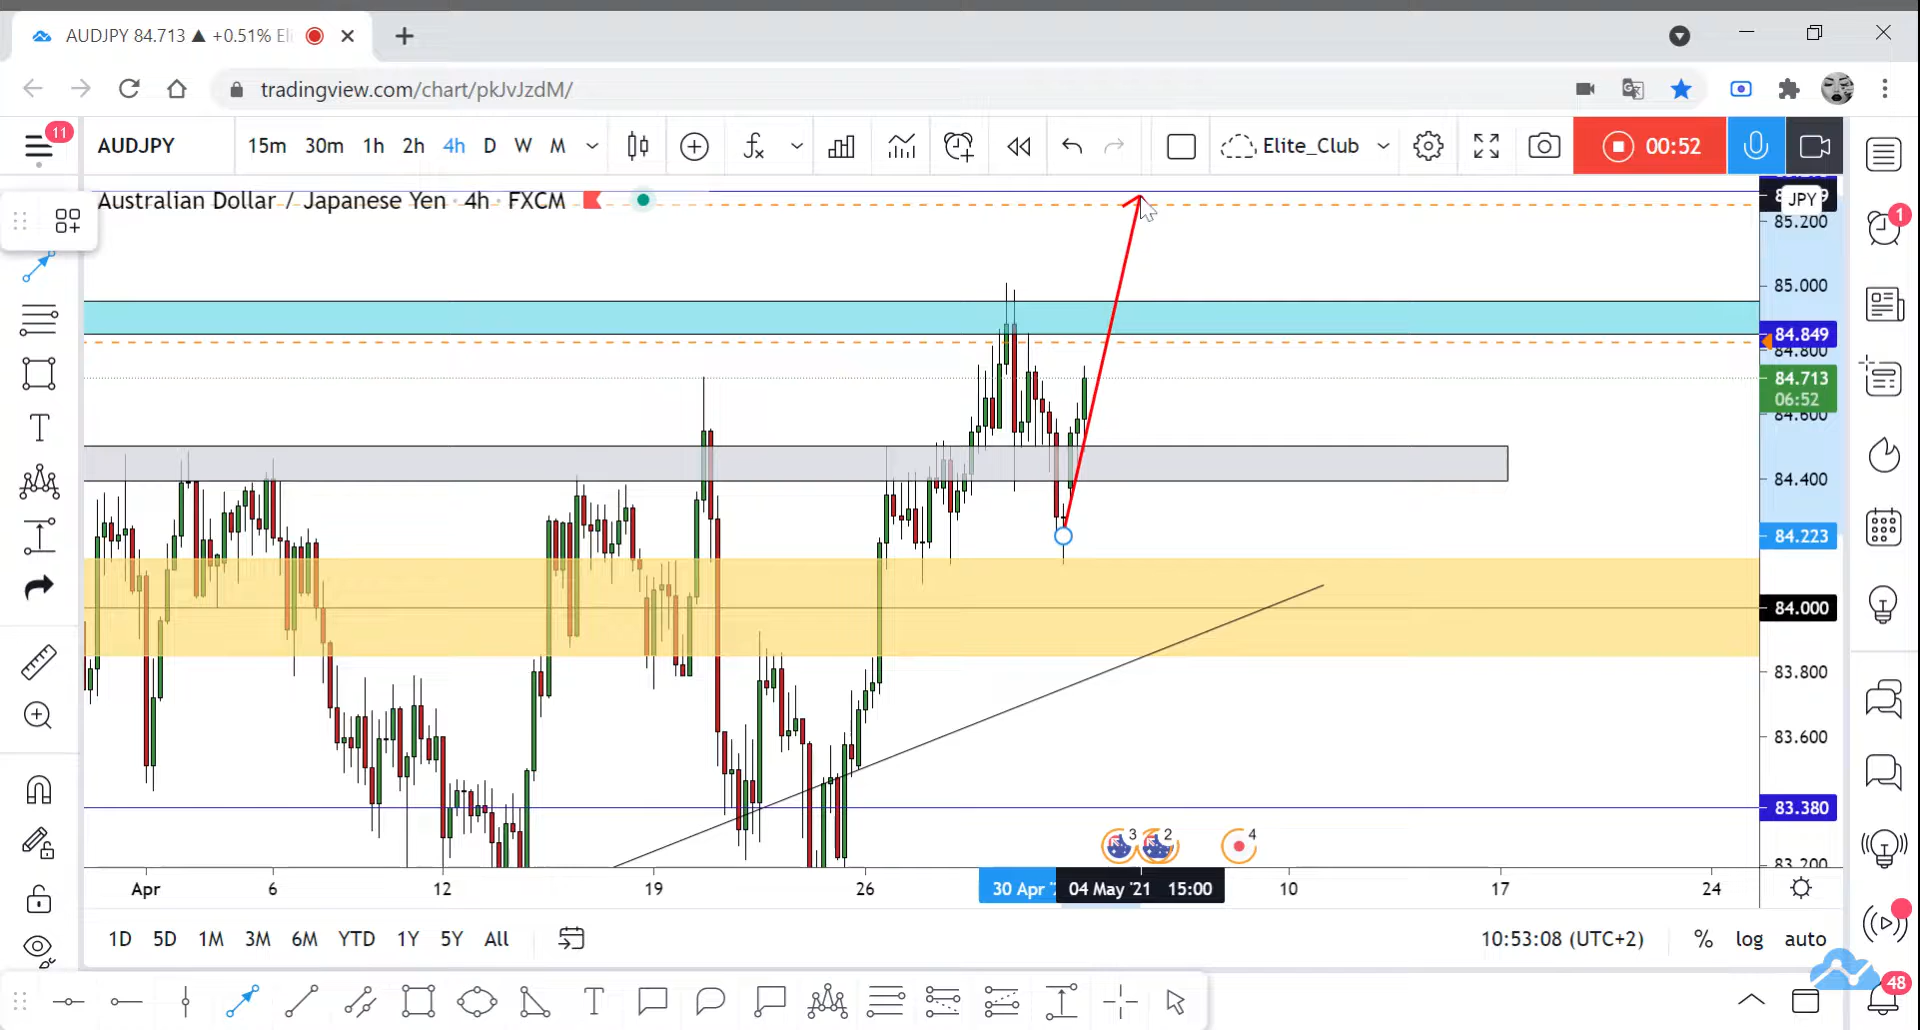 AUDJPY 84.713 ▲ +0.51% Eli
tradingview.com/chart/pkJvJzdM/
11
AUDJPY 15m 30m 1h 2h 4h D W M Elite_Club 00:52
Australian Dollar / Japanese Yen · 4h · FXCM
JPY
1
85.200
85.000
84.849
84.800
84.713
06:52
84.600
84.400
84.223
84.000
83.800
83.600
83.380
3 2 4
83.200
Apr 6 12 19 26 30 Apr 04 May '21 15:00 10 17 24
1D 5D 1M 3M 6M YTD 1Y 5Y All 10:53:08 (UTC+2) % log auto
T
48